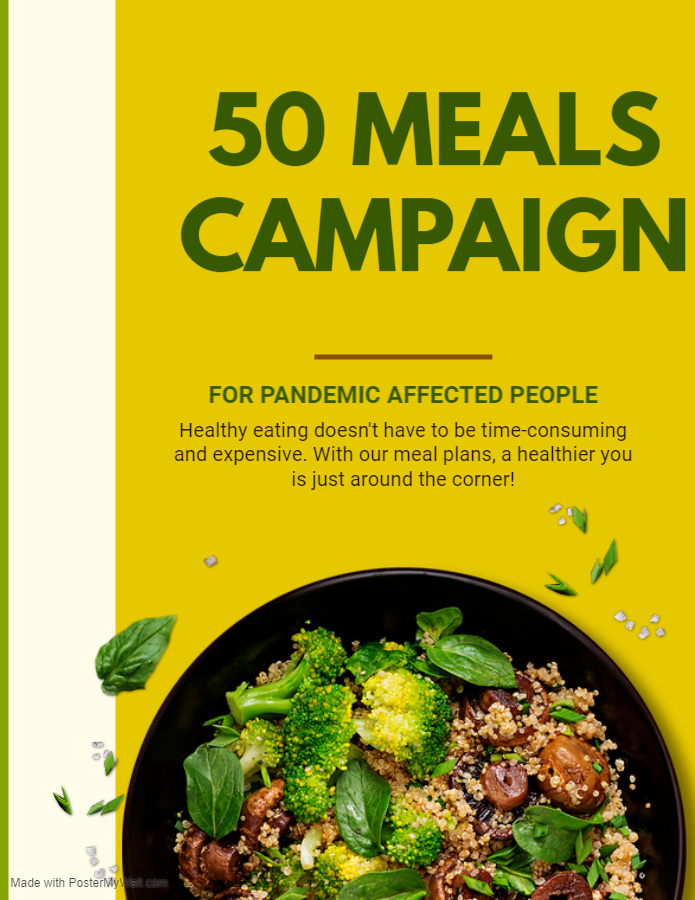 50 MEALS
CAMPAIGN
FOR PANDEMIC AFFECTED PEOPLE
Healthy eating doesn't have to be time-consuming
and expensive. With our meal plans, a healthier you
is just around the corner!
Made with PosterMyWall.com